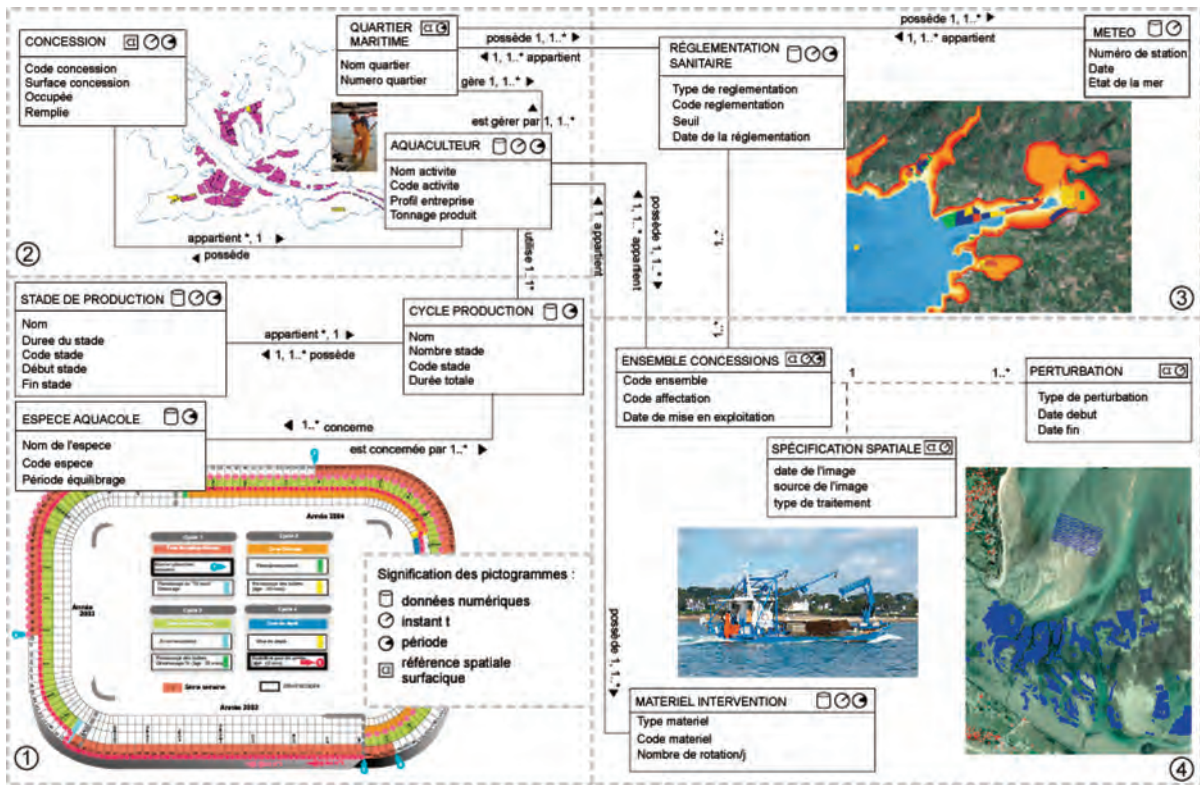 CONCESSION
Code concession
Surface concession
Occupée
Remplie
QUARTIER
MARITIME
Nom quartier
Numero quartier
possède 1, 1..*
1, 1..* appartient
possède 1, 1..*
1, 1..* appartient
METEO
Numéro de station
Date
Etat de la mer
RÉGLEMENTATION
SANITAIRE
Type de reglementation
Code reglementation
Seuil
Date de la réglementation
gère 1, 1..*
est gérer par 1, 1..*
AQUACULTEUR
Nom activite
Code activite
Profil entreprise
Tonnage produit
appartient *, 1
possède
2
utilise 1..*
1, appartient
possède 1, 1..*
1, 1..* appartient
1..*
1..*
3
STADE DE PRODUCTION
Nom
Duree du stade
Code stade
Début stade
Fin stade
appartient *, 1
1, 1..* possède
CYCLE PRODUCTION
Nom
Nombre stade
Code stade
Durée totale
ESPECE AQUACOLE
Nom de l'espece
Code espece
Période équilibrage
1..* concerne
est concernée par 1..*
ENSEMBLE CONCESSIONS
Code ensemble
Code affectation
Date de mise en exploitation
1
1..*
PERTURBATION
Type de perturbation
Date debut
Date fin
SPÉCIFICATION SPATIALE
date de l'image
source de l'image
type de traitement
Année 2004
Cycle 1
Cycle 2
Année
2003
Cycle 3
Cycle 4
Année 2002
Signification des pictogrammes :
données numériques
instant t
période
référence spatiale
surfacique
1
possède 1, 1..*
MATERIEL INTERVENTION
Type materiel
Code materiel
Nombre de rotation/j
4